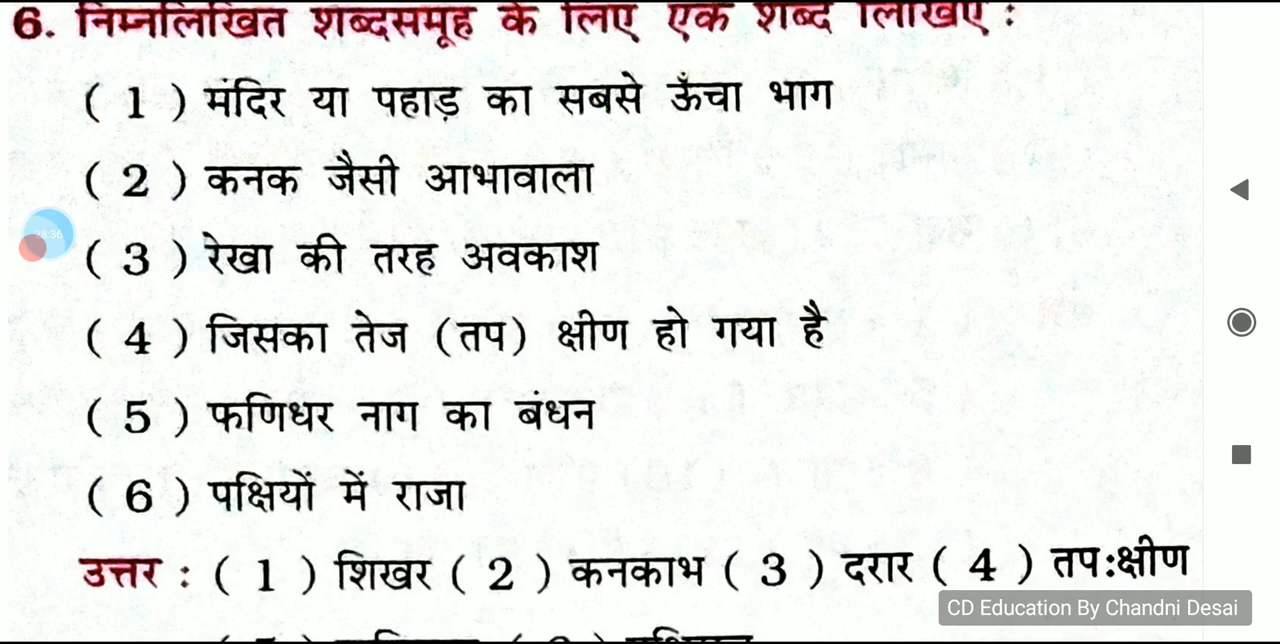 6. निम्नलिखित शब्दसमूह के लिए एक शब्द लिखिए :
( 1 ) मंदिर या पहाड़ का सबसे ऊँचा भाग
( 2 ) कनक जैसी आभावाला
28:36
( 3 ) रेखा की तरह अवकाश
( 4 ) जिसका तेज (तप) क्षीण हो गया है
( 5 ) फणिधर नाग का बंधन
( 6 ) पक्षियों में राजा
उत्तर : ( 1 ) शिखर ( 2 ) कनकाभ ( 3 ) दरार ( 4 ) तप:क्षीण
CD Education By Chandni Desai